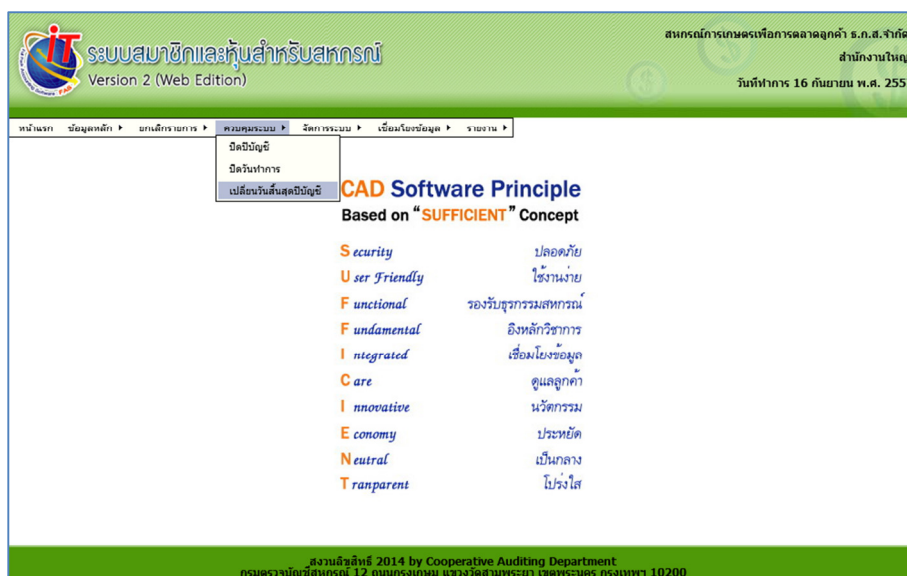 สหกรณ์การเกษตรเพื่อการตลาดลูกค้า ธ.ก.ส.จำกัด
ระบบสมาชิกและหุ้นสำหรับสหกรณ์
สำนักงานใหญ่
Version 2 (Web Edition)
วันที่ทำการ 16 กันยายน พ.ศ. 255
หน้าแรก ข้อมูลหลัก ยกเลิกรายการ ควบคุมระบบ จัดการระบบ เชื่อมโยงข้อมูล รายงาน
ปิดปีบัญชี
ปิดวันทำการ
เปลี่ยนวันสิ้นสุดปีบัญชี
CAD Software Principle
Based on “SUFFICIENT” Concept
Security ปลอดภัย
User Friendly ใช้งานง่าย
Functional รองรับธุรกรรมสหกรณ์
Fundamental อิงหลักวิชาการ
Integrated เชื่อมโยงข้อมูล
Care ดูแลลูกค้า
Innovative นวัตกรรม
Economy ประหยัด
Neutral เป็นกลาง
Tranparent โปร่งใส
สงวนลิขสิทธิ์ 2014 by Cooperative Auditing Department
กรมตรวจบัญชีสหกรณ์ 12 ถนนกรุงเกษม แขวงวัดสามพระยา เขตพระนคร กรุงเทพฯ 10200